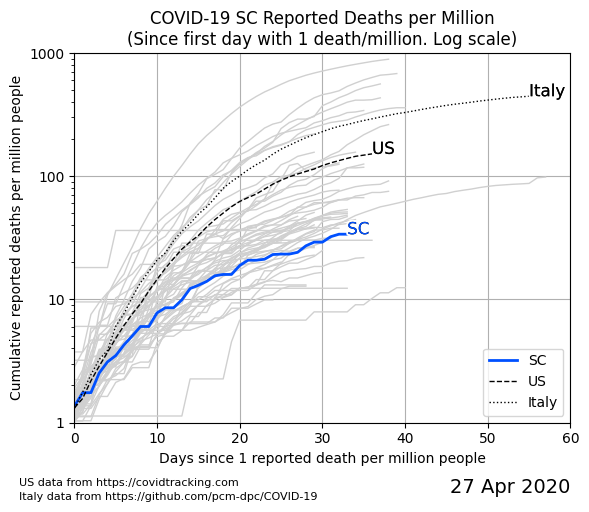 COVID-19 SC Reported Deaths per Million
(Since first day with 1 death/million. Log scale)
Cumulative reported deaths per million people
1000
100
10
1
Italy
US
SC
SC
US
Italy
0 10 20 30 40 50 60
Days since 1 reported death per million people
US data from https://covidtracking.com
Italy data from https://github.com/pcm-dpc/COVID-19
27 Apr 2020